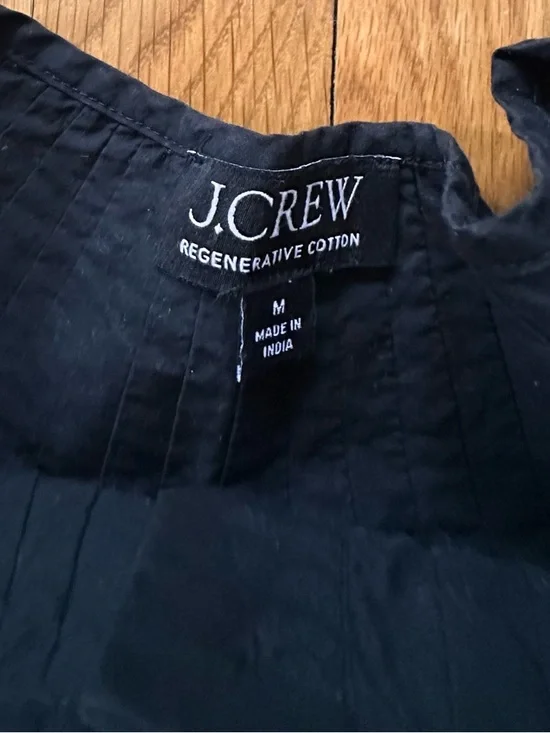 J.CREW
REGENERATIVE COTTON
M
MADE IN
INDIA